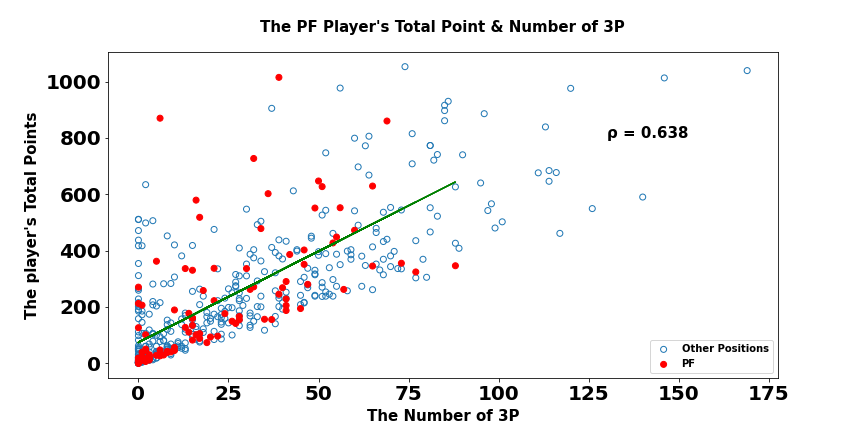 The PF Player's Total Point & Number of 3P
1000
800
600
400
200
0
The player's Total Points
ρ = 0.638
Other Positions
PF
0 25 50 75 100 125 150 175
The Number of 3P